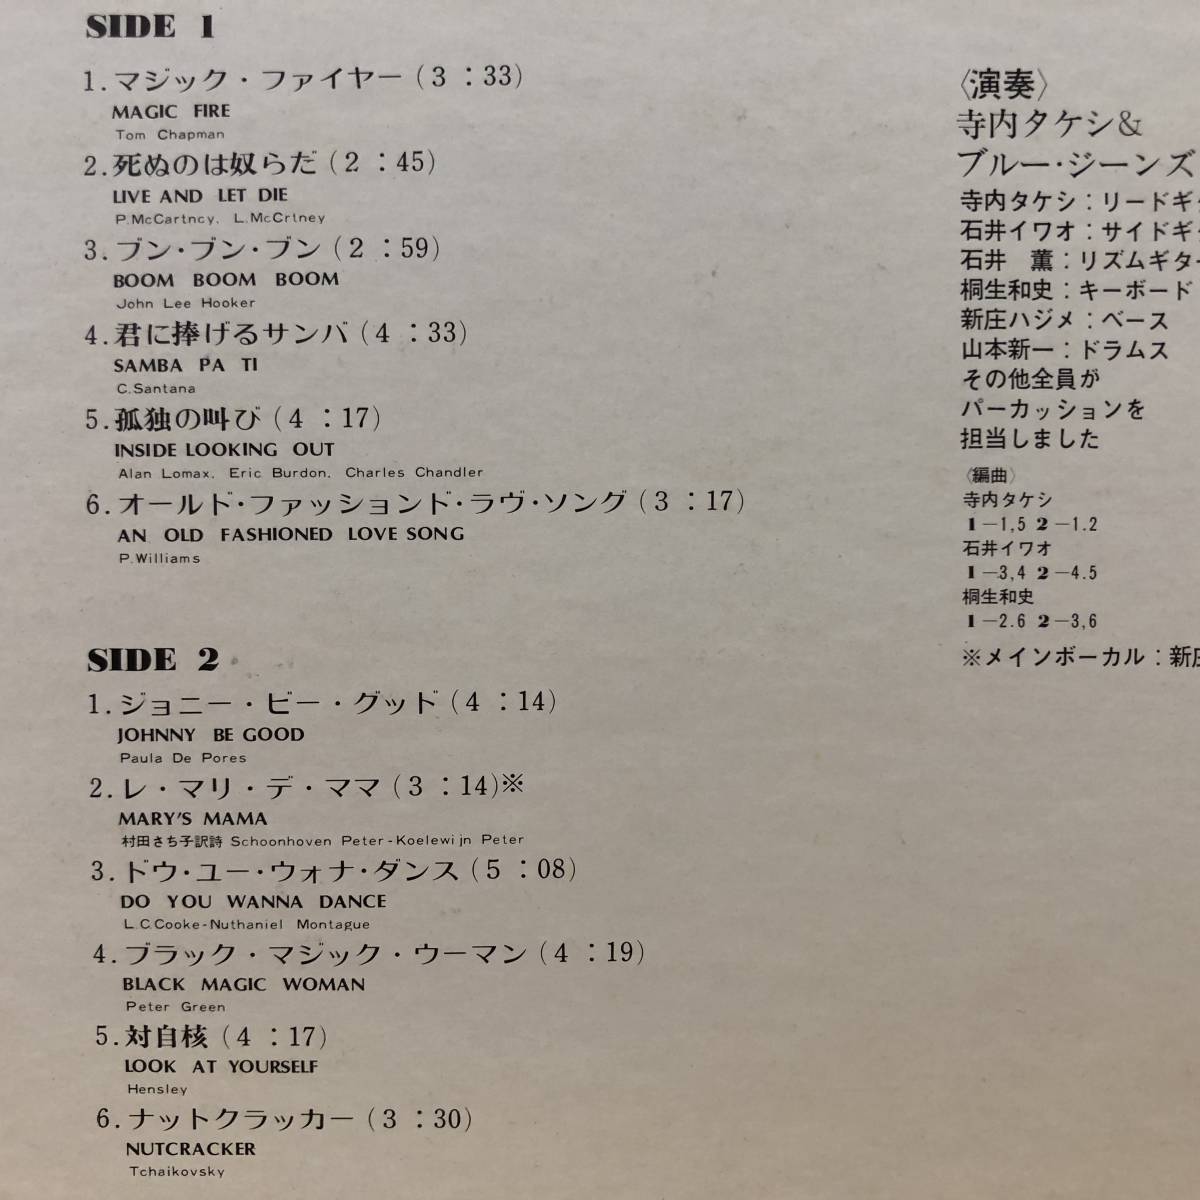 SIDE 1
1. マジック・ファイヤー(3：33)
MAGIC FIRE
Tom Chapman
2. 死ぬのは奴らだ(2：45)
LIVE AND LET DIE
P.McCartncy. L.McCrtney
3. ブン・ブン・ブン(2：59)
BOOM BOOM BOOM
John Lee Hooker
4. 君に捧げるサンバ(4：33)
SAMBA PA TI
C.Santana
5. 孤独の叫び(4：17)
INSIDE LOOKING OUT
Alan Lomax. Eric Burdon. Charles Chandler
6. オールド・ファッションド・ラヴ・ソング(3：17)
AN OLD FASHIONED LOVE SONG
P.Williams
SIDE 2
1. ジョニー・ビー・グッド(4：14)
JOHNNY BE GOOD
Paula De Pores
2. レ・マリ・デ・ママ(3：14)※
MARY'S MAMA
村田さち子訳詩 Schoonhoven Peter-Koelewijn Peter
3. ドウ・ユー・ウォナ・ダンス(5：08)
DO YOU WANNA DANCE
L.C.Cooke-Nuthaniel Montague
4. ブラック・マジック・ウーマン(4：19)
BLACK MAGIC WOMAN
Peter Green
5. 対自核(4：17)
LOOK AT YOURSELF
Hensley
6. ナットクラッカー(3：30)
NUTCRACKER
Tchaikovsky
〈演奏〉
寺内タケシ&
ブルー・ジーンズ
寺内タケシ：リードギ
石井イワオ：サイドギ
石井 薫：リズムギター
桐生和史：キーボード
新庄ハジメ：ベース
山本新一：ドラムス
その他全員が
パーカッションを
担当しました
〈編曲〉
寺内タケシ
1—1,5 2—1.2
石井イワオ
1—3,4 2—4.5
桐生和史
1—2.6 2—3,6
※メインボーカル：新